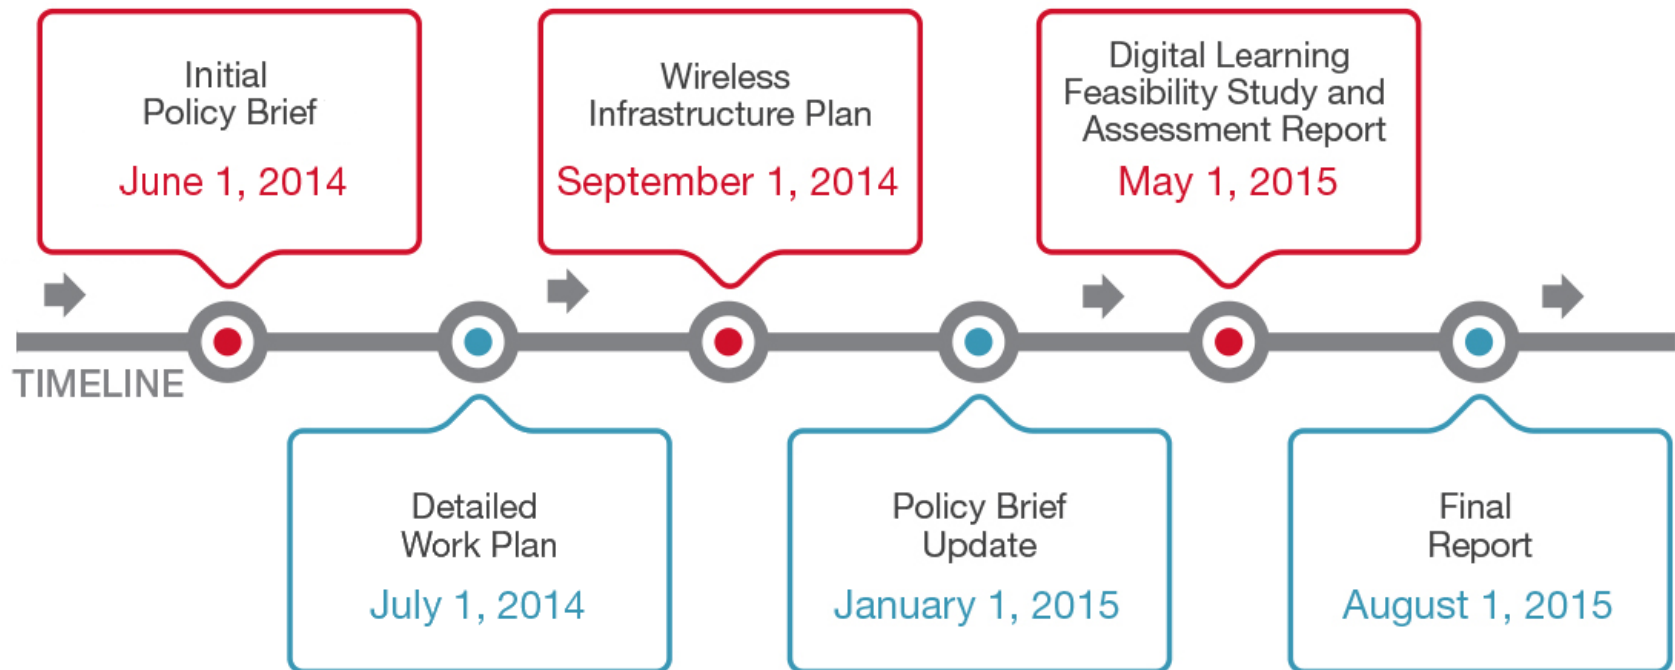 Initial
Policy Brief
June 1, 2014
Wireless
Infrastructure Plan
September 1, 2014
Digital Learning
Feasibility Study and
Assessment Report
May 1, 2015
TIMELINE
Detailed
Work Plan
July 1, 2014
Policy Brief
Update
January 1, 2015
Final
Report
August 1, 2015